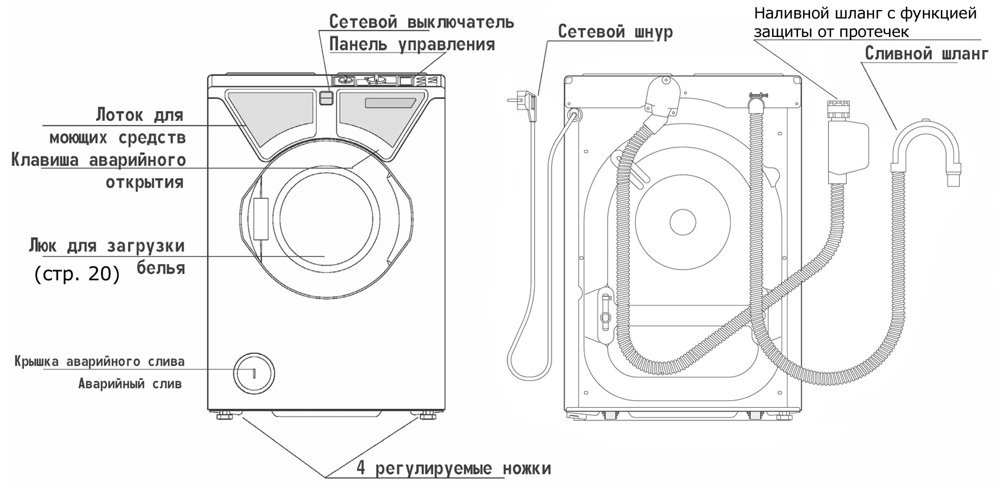 Сетевой выключатель
Панель управления
Сетевой шнур
Наливной шланг с функцией
защиты от протечек
Сливной шланг
Лоток для
моющих средств
Клавиша аварийного
открытия
Люк для загрузки
белья
(стр. 20)
Крышка аварийного слива
Аварийный слив
4 регулируемые ножки